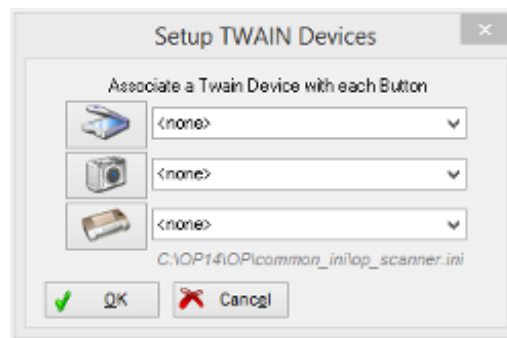 Setup TWAIN Devices
Associate a Twain Device with each Button
<none>
<none>
<none>
C:\OP14\OP\common_ini\op_scanner.ini
OK
Cancel